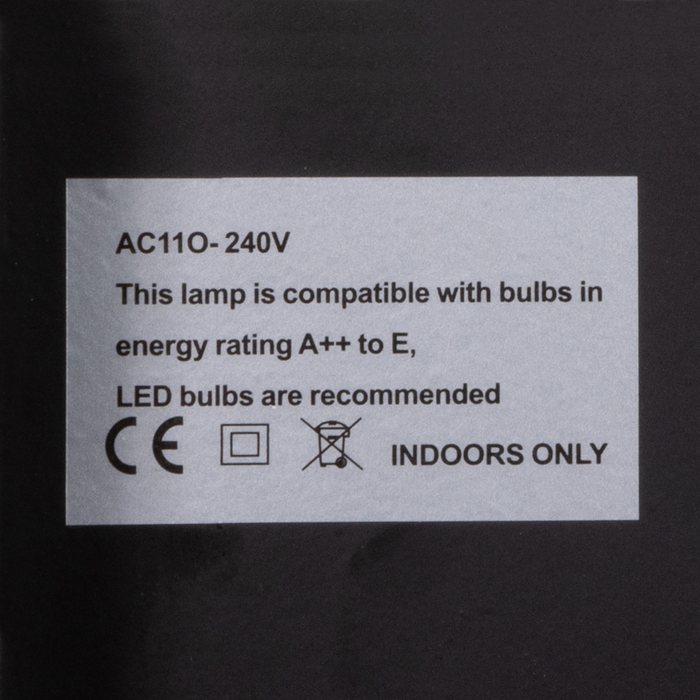 AC11O- 240V
This lamp is compatible with bulbs in
energy rating A++ to E,
LED bulbs are recommended
CE INDOORS ONLY